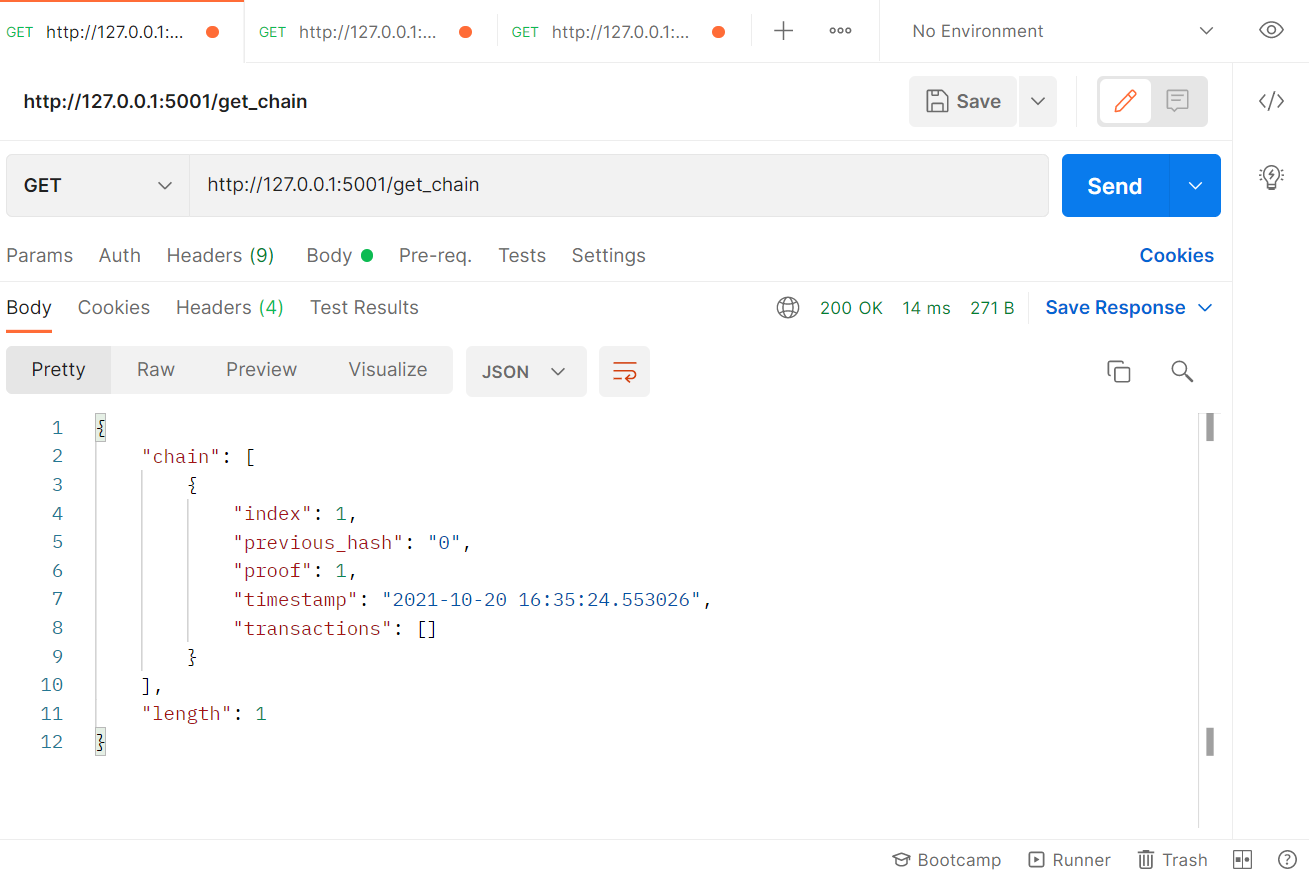 GET http://127.0.0.1:... GET http://127.0.0.1:... GET http://127.0.0.1:... No Environment
http://127.0.0.1:5001/get_chain Save
GET http://127.0.0.1:5001/get_chain Send
Params Auth Headers (9) Body Pre-req. Tests Settings Cookies
Body Cookies Headers (4) Test Results 200 OK 14 ms 271 B Save Response
Pretty Raw Preview Visualize JSON
1 {
2 "chain": [
3 {
4 "index": 1,
5 "previous_hash": "0",
6 "proof": 1,
7 "timestamp": "2021-10-20 16:35:24.553026",
8 "transactions": []
9 }
10 ],
11 "length": 1
12 }
Bootcamp Runner Trash